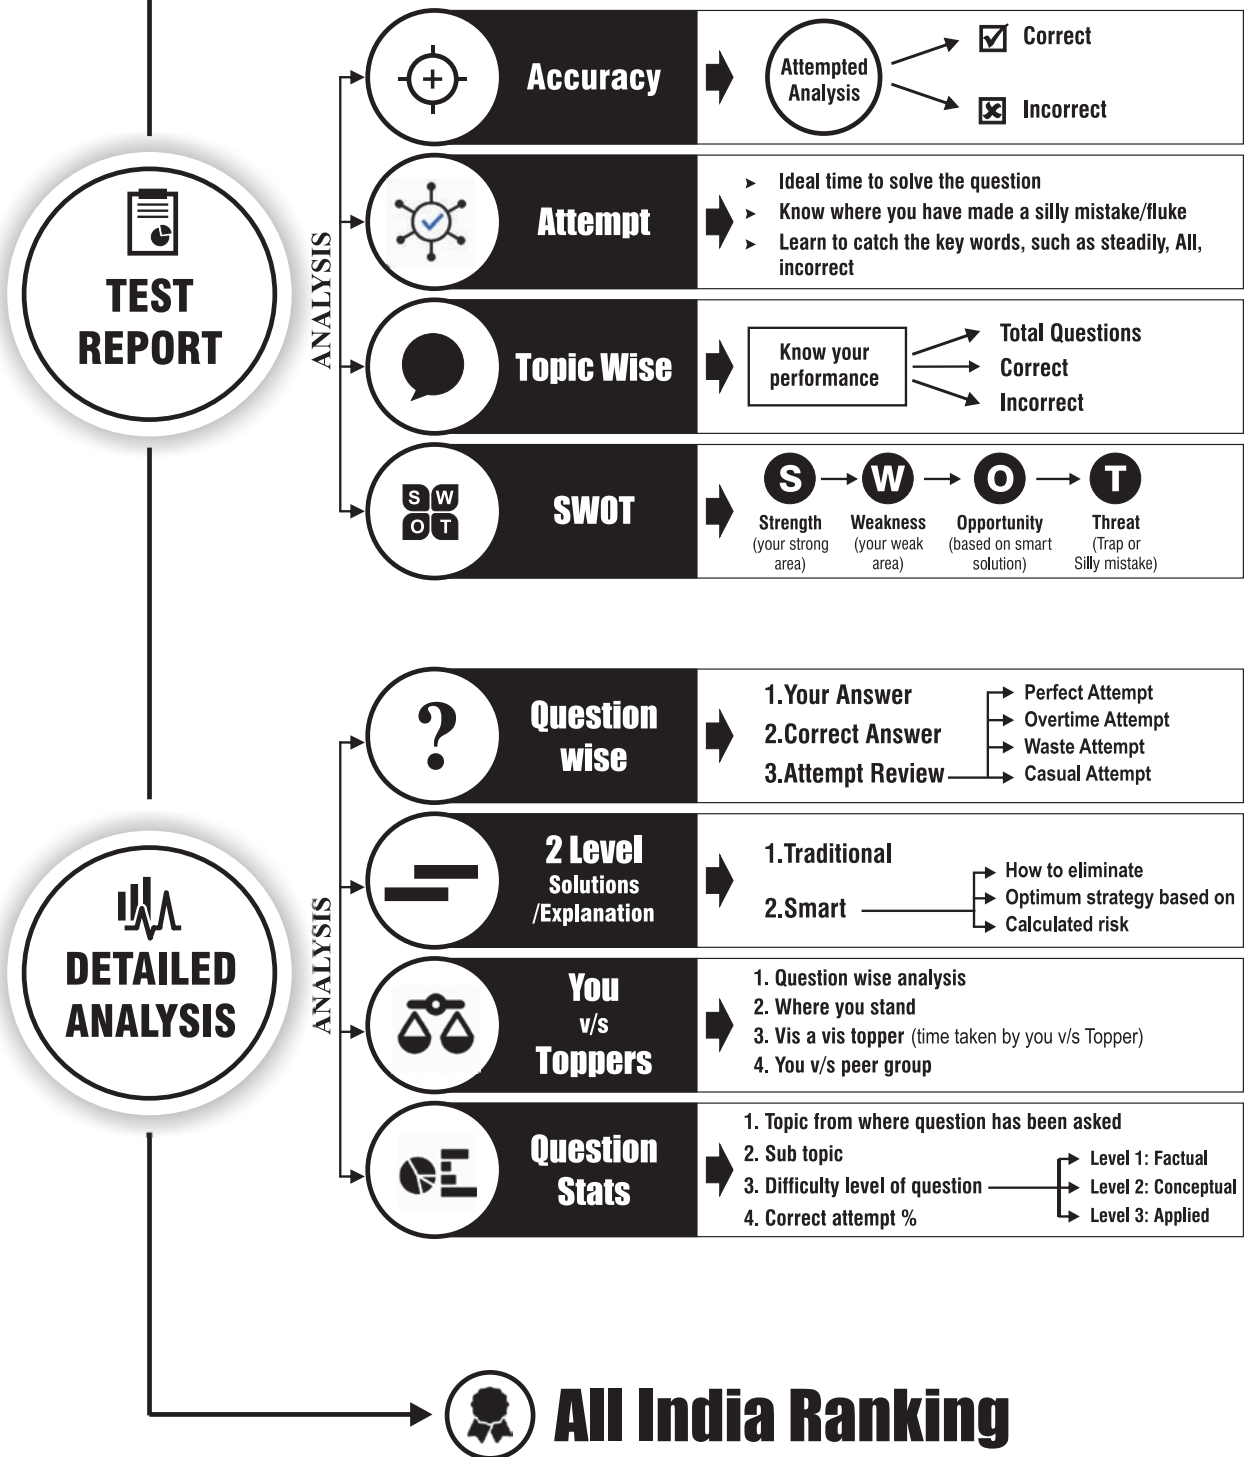 TEST
REPORT
ANALYSIS
Accuracy
Attempted
Analysis
Correct
Incorrect
Attempt
➤ Ideal time to solve the question
➤ Know where you have made a silly mistake/fluke
➤ Learn to catch the key words, such as steadily, All,
incorrect
Topic Wise
Know your
performance
Total Questions
Correct
Incorrect
S W
O T
SWOT
S W O T
Strength Weakness Opportunity Threat
(your strong (your weak (based on smart (Trap or
area) area) solution) Silly mistake)
DETAILED
ANALYSIS
ANALYSIS
?
Question
wise
1.Your Answer
2.Correct Answer
3.Attempt Review
Perfect Attempt
Overtime Attempt
Waste Attempt
Casual Attempt
2 Level
Solutions
/Explanation
1.Traditional
2.Smart
How to eliminate
Optimum strategy based on
Calculated risk
You
v/s
Toppers
1. Question wise analysis
2. Where you stand
3. Vis a vis topper (time taken by you v/s Topper)
4. You v/s peer group
Question
Stats
1. Topic from where question has been asked
2. Sub topic
3. Difficulty level of question
4. Correct attempt %
Level 1: Factual
Level 2: Conceptual
Level 3: Applied
All India Ranking